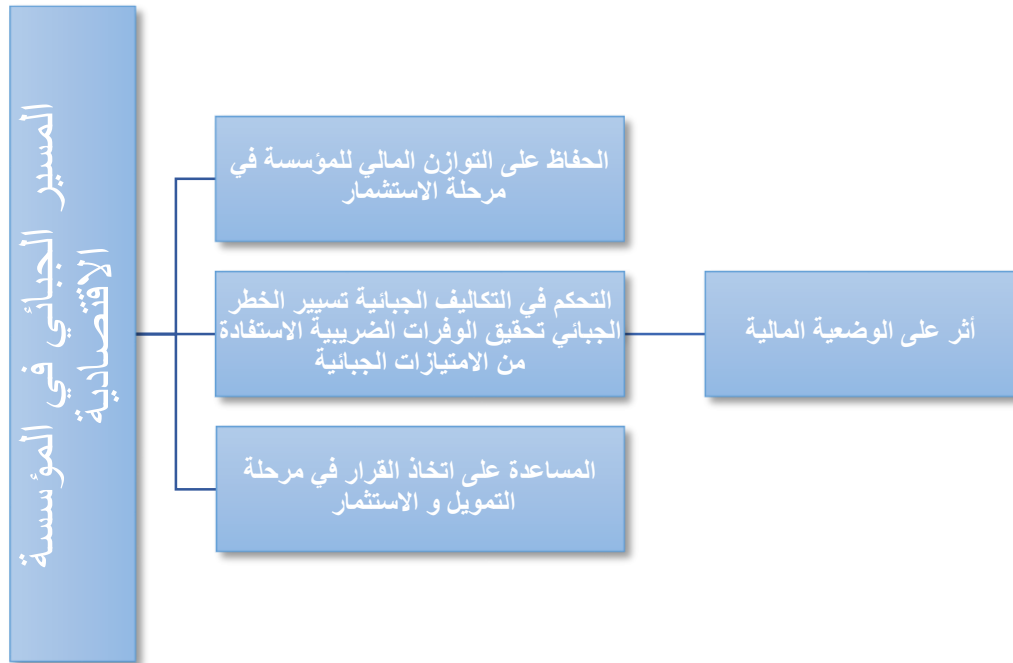 المسير الجبائي في المؤسسة
الاقتصادية
الحفاظ على التوازن المالي للمؤسسة في
مرحلة الاستشمار
التحكم في التكاليف الجبائية تسيير الخطر
الجبائي تحقيق الوفرات الضريبية الاستفادة
من الامتيازات الجبائية
أثر على الوضعية المالية
المساعدة على اتخاذ القرار في مرحلة
التمويل و الاستثمار